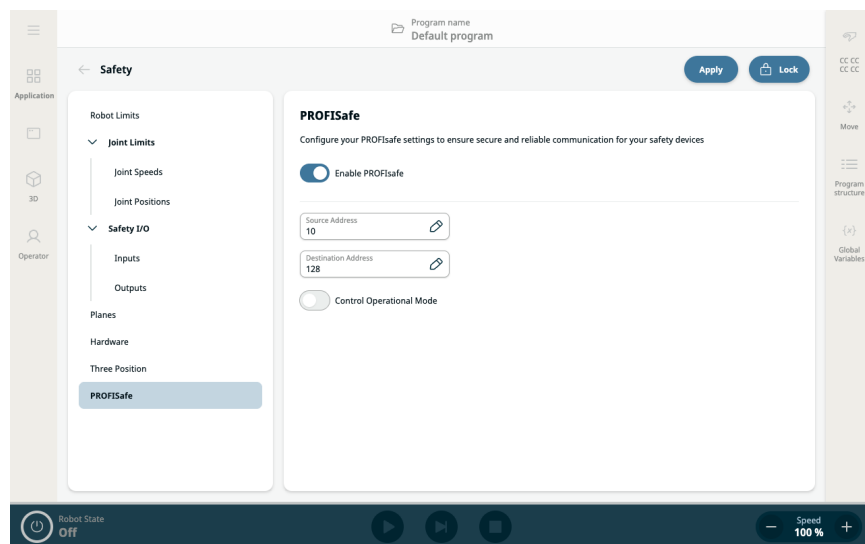 Program name
Default program
Safety
Apply
Lock
CC CC
CC CC
Application
Robot Limits
Joint Limits
Joint Speeds
Joint Positions
Safety I/O
Inputs
Outputs
Planes
Hardware
Three Position
PROFISafe
PROFISafe
Configure your PROFIsafe settings to ensure secure and reliable communication for your safety devices
Enable PROFIsafe
Source Address
10
Destination Address
128
Control Operational Mode
3D
Operator
Move
Program
structure
{x}
Global
Variables
Robot State
Off
Speed
100 %